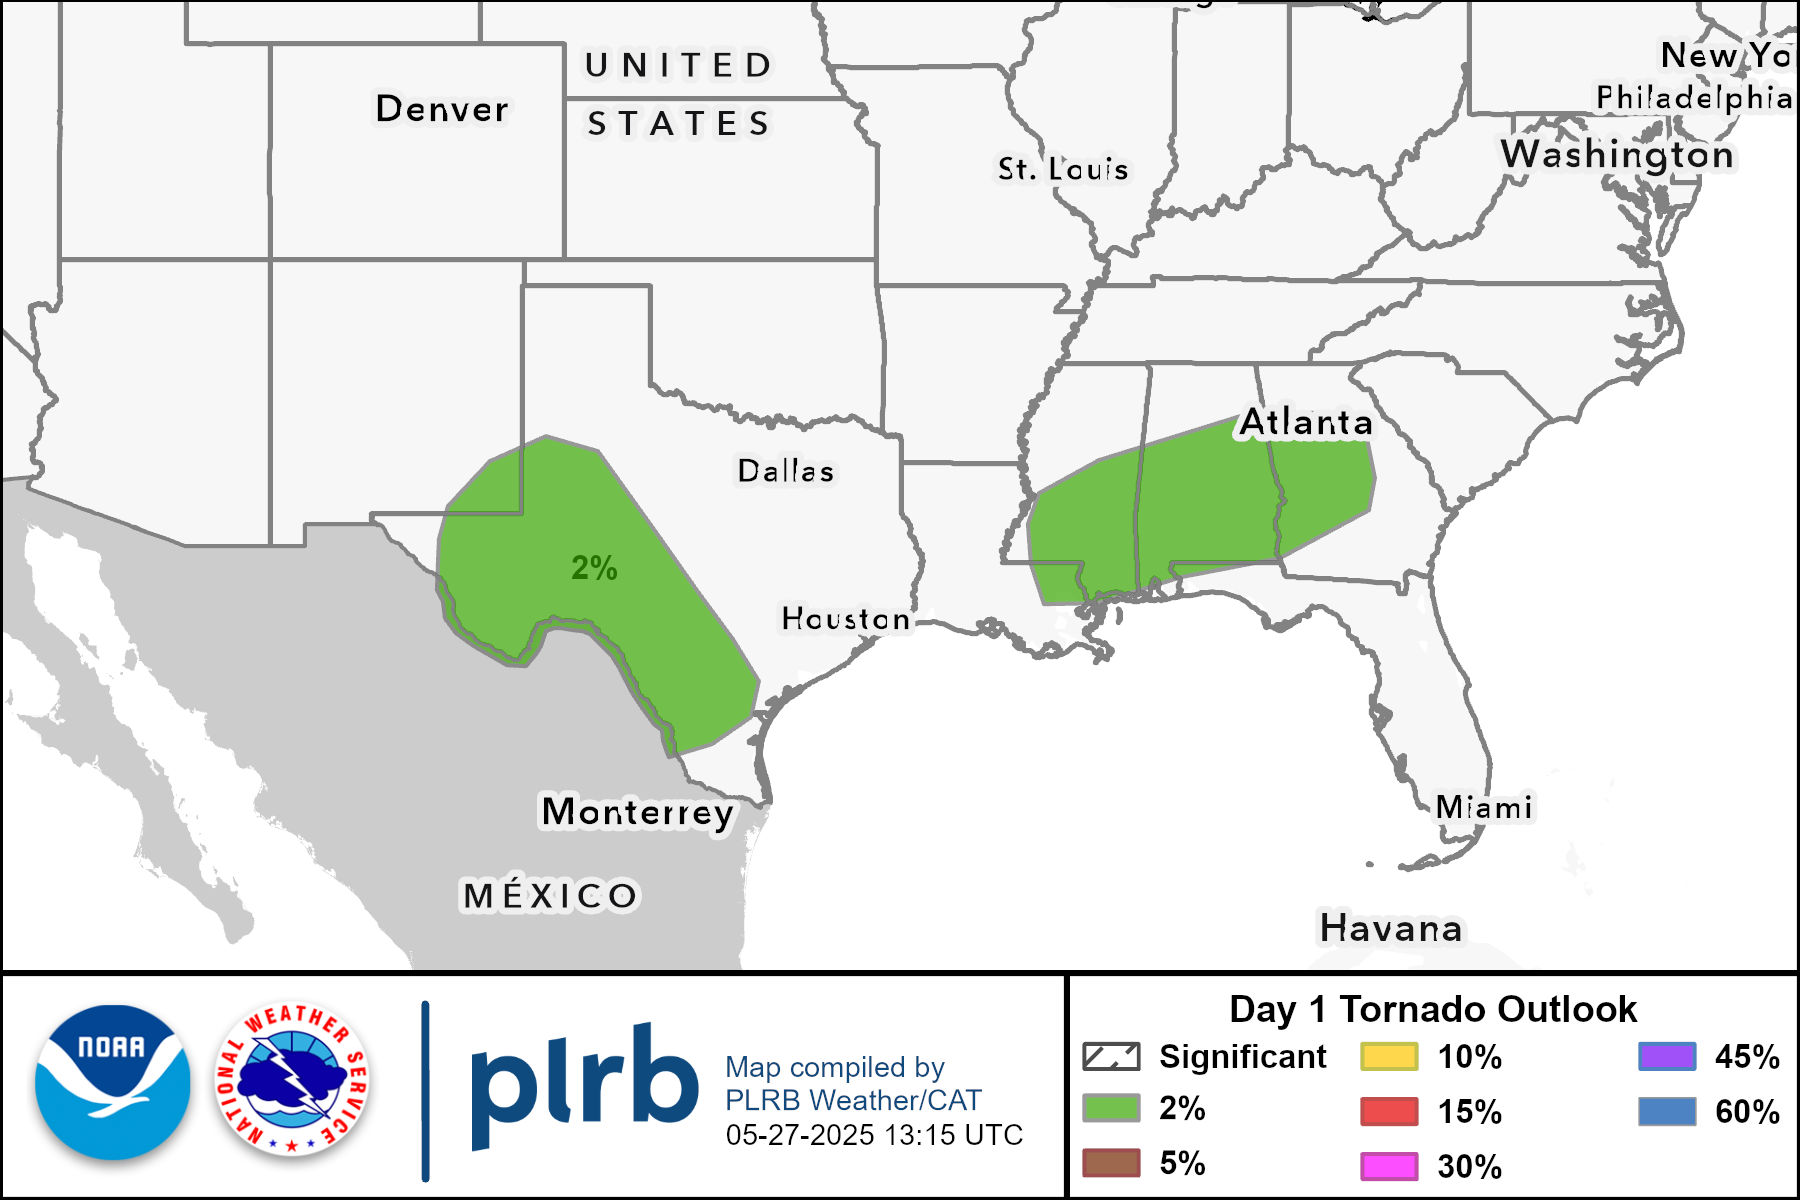 UNITED
STATES
Denver
New Yo
Philadelphia
Washington
St. Louis
Atlanta
Dallas
2%
Houston
Monterrey
Miami
MÉXICO
Havana
NOAA
NATIONAL WEATHER SERVICE
plrb
Map compiled by
PLRB Weather/CAT
05-27-2025 13:15 UTC
Day 1 Tornado Outlook
Significant
2%
5%
10%
15%
30%
45%
60%